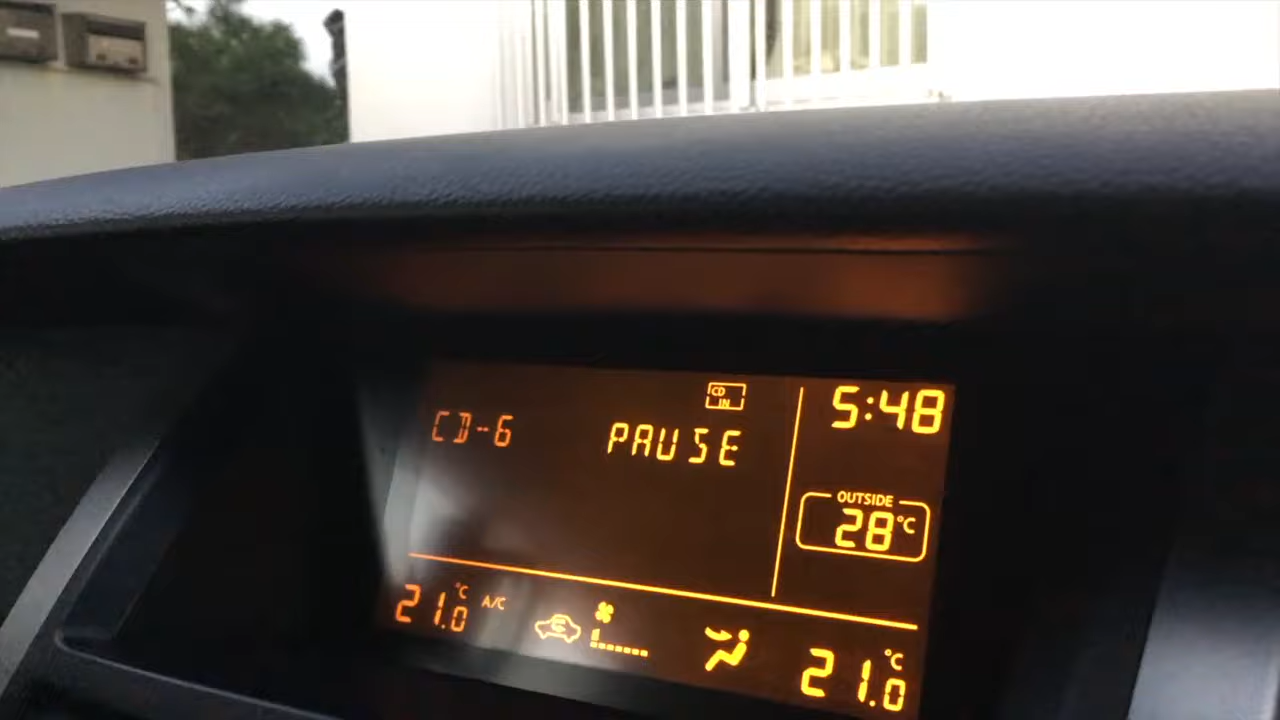 CD IN
5:48
CD-6 PAUSE
OUTSIDE
28°C
21.0°C A/C
21.0°C